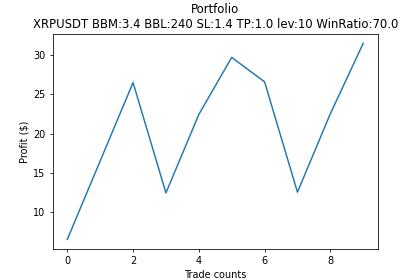 Portfolio
XRPUSDT BBM:3.4 BBL:240 SL:1.4 TP:1.0 lev:10 WinRatio:70.0
30
25
20
15
10
Profit ($)
0 2 4 6 8
Trade counts